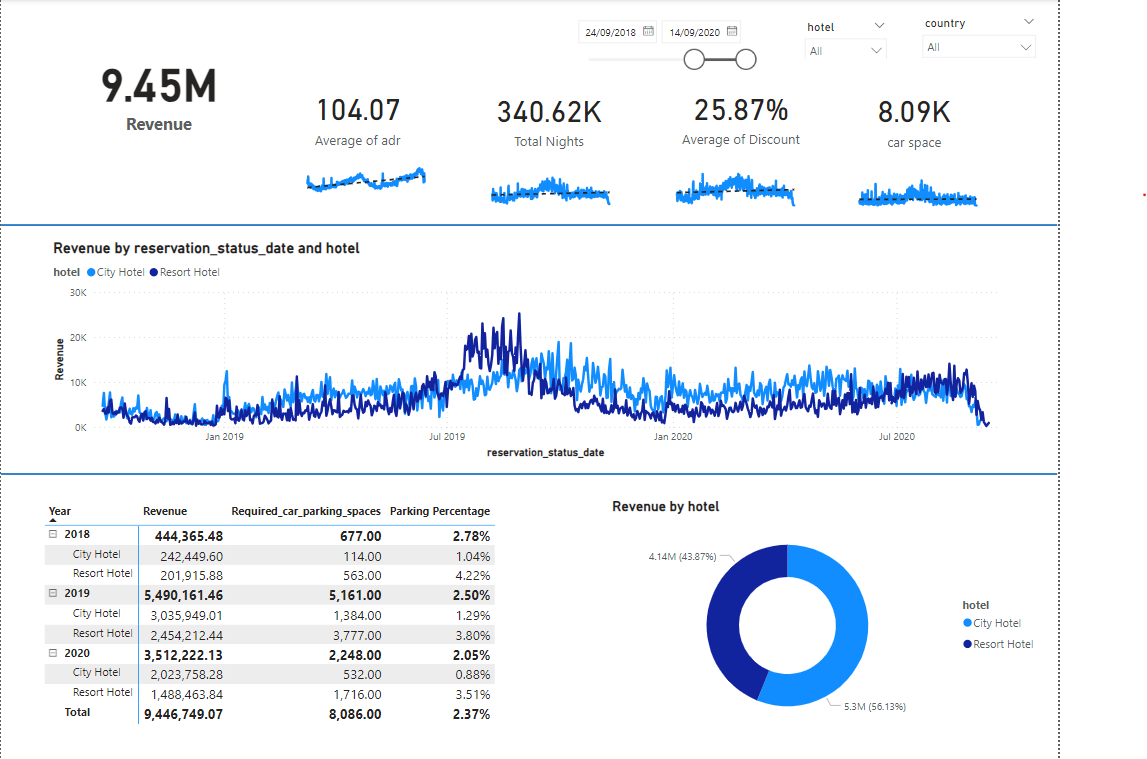 24/09/2018 14/09/2020 hotel country
All All
9.45M
Revenue
104.07 340.62K 25.87% 8.09K
Average of adr Total Nights Average of Discount car space
Revenue by reservation_status_date and hotel
hotel City Hotel Resort Hotel
30K
20K
10K
0K
Revenue
Jan 2019 Jul 2019 Jan 2020 Jul 2020
reservation_status_date
Year Revenue Required_car_parking_spaces Parking Percentage
2018 444,365.48 677.00 2.78%
City Hotel 242,449.60 114.00 1.04%
Resort Hotel 201,915.88 563.00 4.22%
2019 5,490,161.46 5,161.00 2.50%
City Hotel 3,035,949.01 1,384.00 1.29%
Resort Hotel 2,454,212.44 3,777.00 3.80%
2020 3,512,222.13 2,248.00 2.05%
City Hotel 2,023,758.28 532.00 0.88%
Resort Hotel 1,488,463.84 1,716.00 3.51%
Total 9,446,749.07 8,086.00 2.37%
Revenue by hotel
4.14M (43.87%)
5.3M (56.13%)
hotel
City Hotel
Resort Hotel